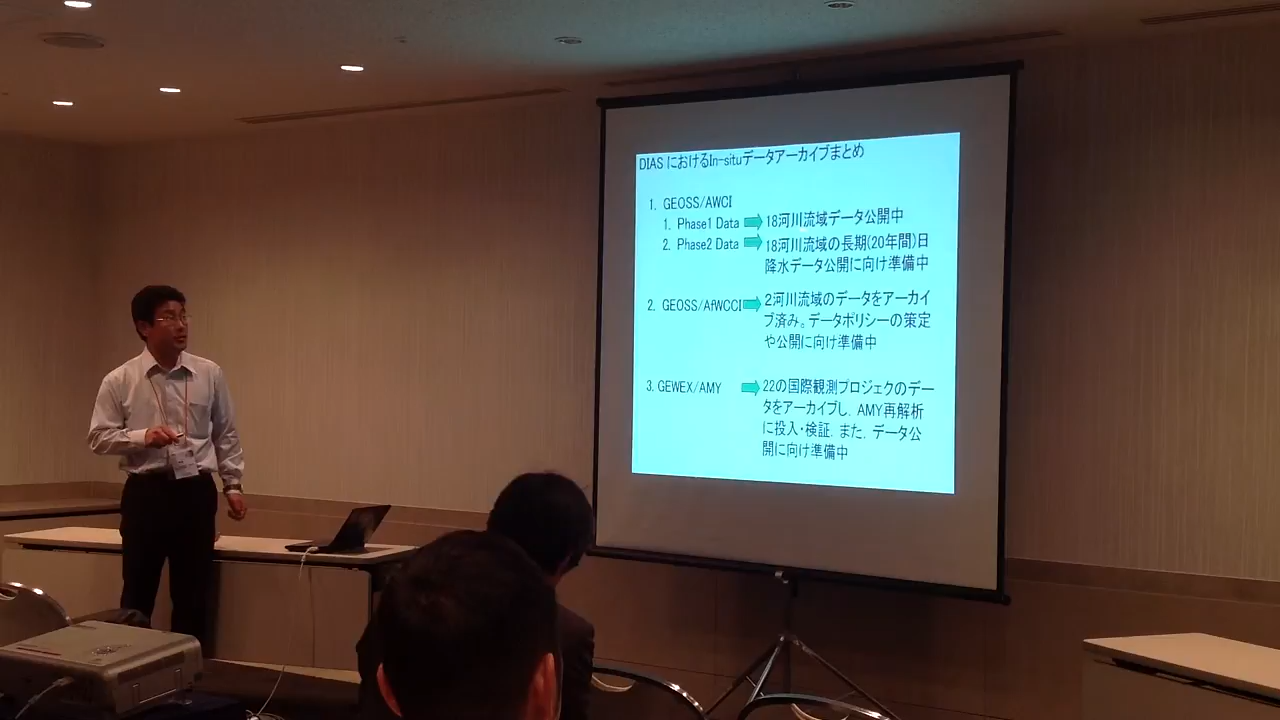 DIAS におけるIn-situデータアーカイブまとめ
1. GEOSS/AWCI
1. Phase1 Data 18河川流域データ公開中
2. Phase2 Data 18河川流域の長期(20年間)日
降水データ公開に向け準備中
2. GEOSS/AfWCCI 2河川流域のデータをアーカイ
ブ済み。データポリシーの策定
や公開に向け準備中
3. GEWEX/AMY 22の国際観測プロジェクのデー
タをアーカイブし, AMY再解析
に投入・検証. また, データ公
開に向け準備中